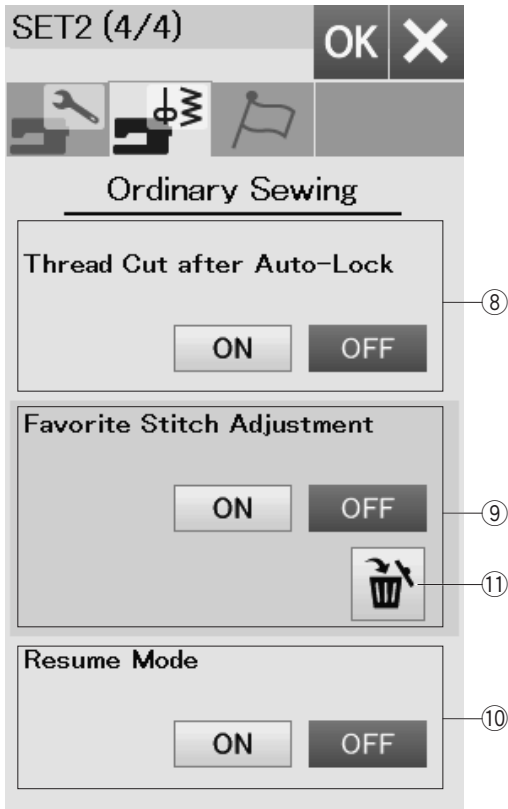 SET2 (4/4)
OK
Ordinary Sewing
Thread Cut after Auto-Lock
ON OFF
⑧
Favorite Stitch Adjustment
ON OFF
⑨
⑪
Resume Mode
ON OFF
⑩